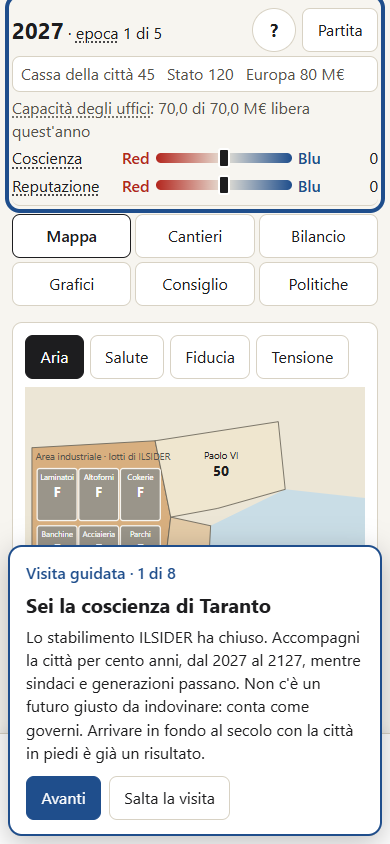 2027 · epoca 1 di 5
?
Partita
Cassa della città 45 Stato 120 Europa 80 M€
Capacità degli uffici: 70,0 di 70,0 M€ libera
quest'anno
Coscienza Red Blu 0
Reputazione Red Blu 0
Mappa
Cantieri
Bilancio
Grafici
Consiglio
Politiche
Aria
Salute
Fiducia
Tensione
Area industriale · lotti di ILSIDER
Paolo VI
50
Laminatoi
F
Altoforni
F
Cokerie
F
Banchine
Acciaieria
Parchi
Visita guidata · 1 di 8
Sei la coscienza di Taranto
Lo stabilimento ILSIDER ha chiuso. Accompagni
la città per cento anni, dal 2027 al 2127, mentre
sindaci e generazioni passano. Non c'è un
futuro giusto da indovinare: conta come
governi. Arrivare in fondo al secolo con la città
in piedi è già un risultato.
Avanti
Salta la visita